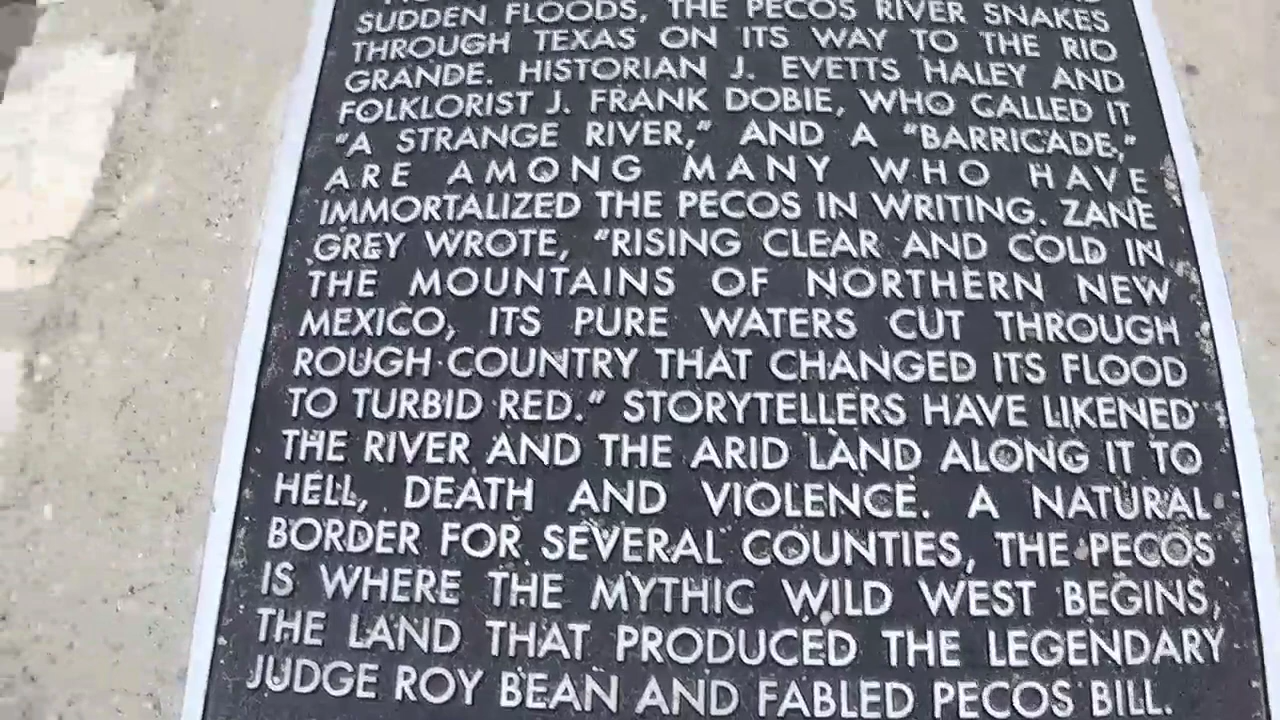 SUDDEN FLOODS, THE PECOS RIVER SNAKES
THROUGH TEXAS ON ITS WAY TO THE RIO
GRANDE. HISTORIAN J. EVETTS HALEY AND
FOLKLORIST J. FRANK DOBIE, WHO CALLED IT
"A STRANGE RIVER," AND A "BARRICADE,"
ARE AMONG MANY WHO HAVE
IMMORTALIZED THE PECOS IN WRITING. ZANE
GREY WROTE, "RISING CLEAR AND COLD IN
THE MOUNTAINS OF NORTHERN NEW
MEXICO, ITS PURE WATERS CUT THROUGH
ROUGH COUNTRY THAT CHANGED ITS FLOOD
TO TURBID RED." STORYTELLERS HAVE LIKENED
THE RIVER AND THE ARID LAND ALONG IT TO
HELL, DEATH AND VIOLENCE. A NATURAL
BORDER FOR SEVERAL COUNTIES, THE PECOS
IS WHERE THE MYTHIC WILD WEST BEGINS,
THE LAND THAT PRODUCED THE LEGENDARY
JUDGE ROY BEAN AND FABLED PECOS BILL.